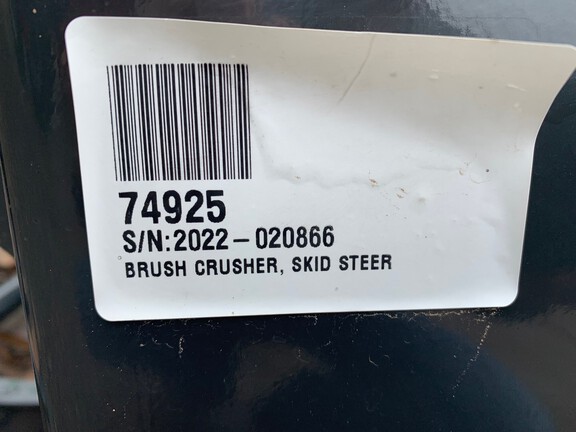 74925
S/N:2022-020866
BRUSH CRUSHER, SKID STEER